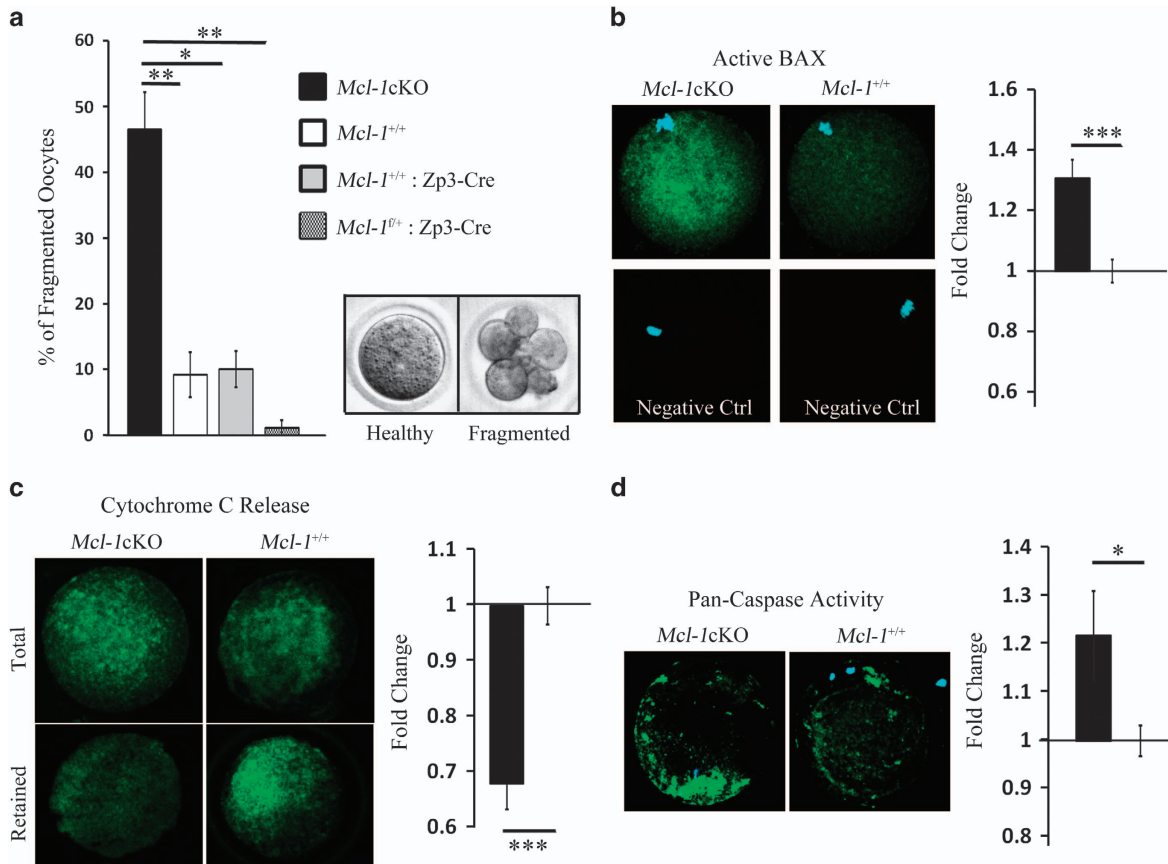 a
% of Fragmented Oocytes
60
50
40
30
20
10
0
**
*
**
Mcl-1cKO
Mcl-1+/+
Mcl-1+/+ : Zp3-Cre
Mcl-1f/+ : Zp3-Cre
Healthy
Fragmented
b
Active BAX
Mcl-1cKO
Mcl-1+/+
Negative Ctrl
Negative Ctrl
Fold Change
1.6
1.4
1.2
1
0.8
0.6
***
c
Cytochrome C Release
Mcl-1cKO
Mcl-1+/+
Total
Retained
Fold Change
1.1
1
0.9
0.8
0.7
0.6
***
d
Pan-Caspase Activity
Mcl-1cKO
Mcl-1+/+
Fold Change
1.4
1.3
1.2
1.1
1
0.9
0.8
*